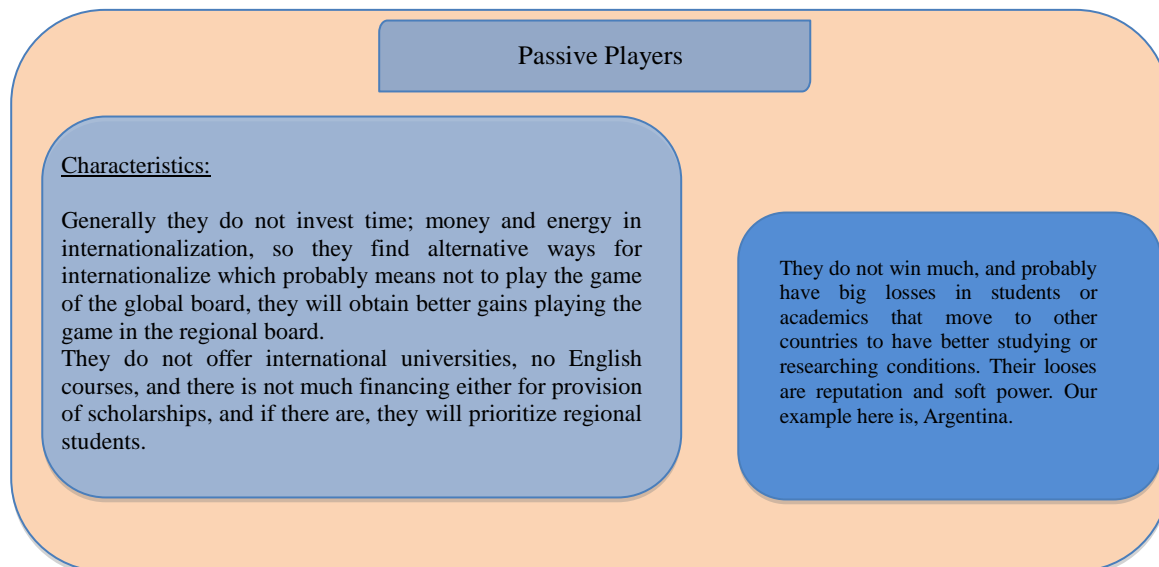 Passive Players
Characteristics:
Generally they do not invest time; money and energy in
internationalization, so they find alternative ways for
internationalize which probably means not to play the game
of the global board, they will obtain better gains playing the
game in the regional board.
They do not offer international universities, no English
courses, and there is not much financing either for provision
of scholarships, and if there are, they will prioritize regional
students.
They do not win much, and probably
have big losses in students or
academics that move to other
countries to have better studying or
researching conditions. Their looses
are reputation and soft power. Our
example here is, Argentina.